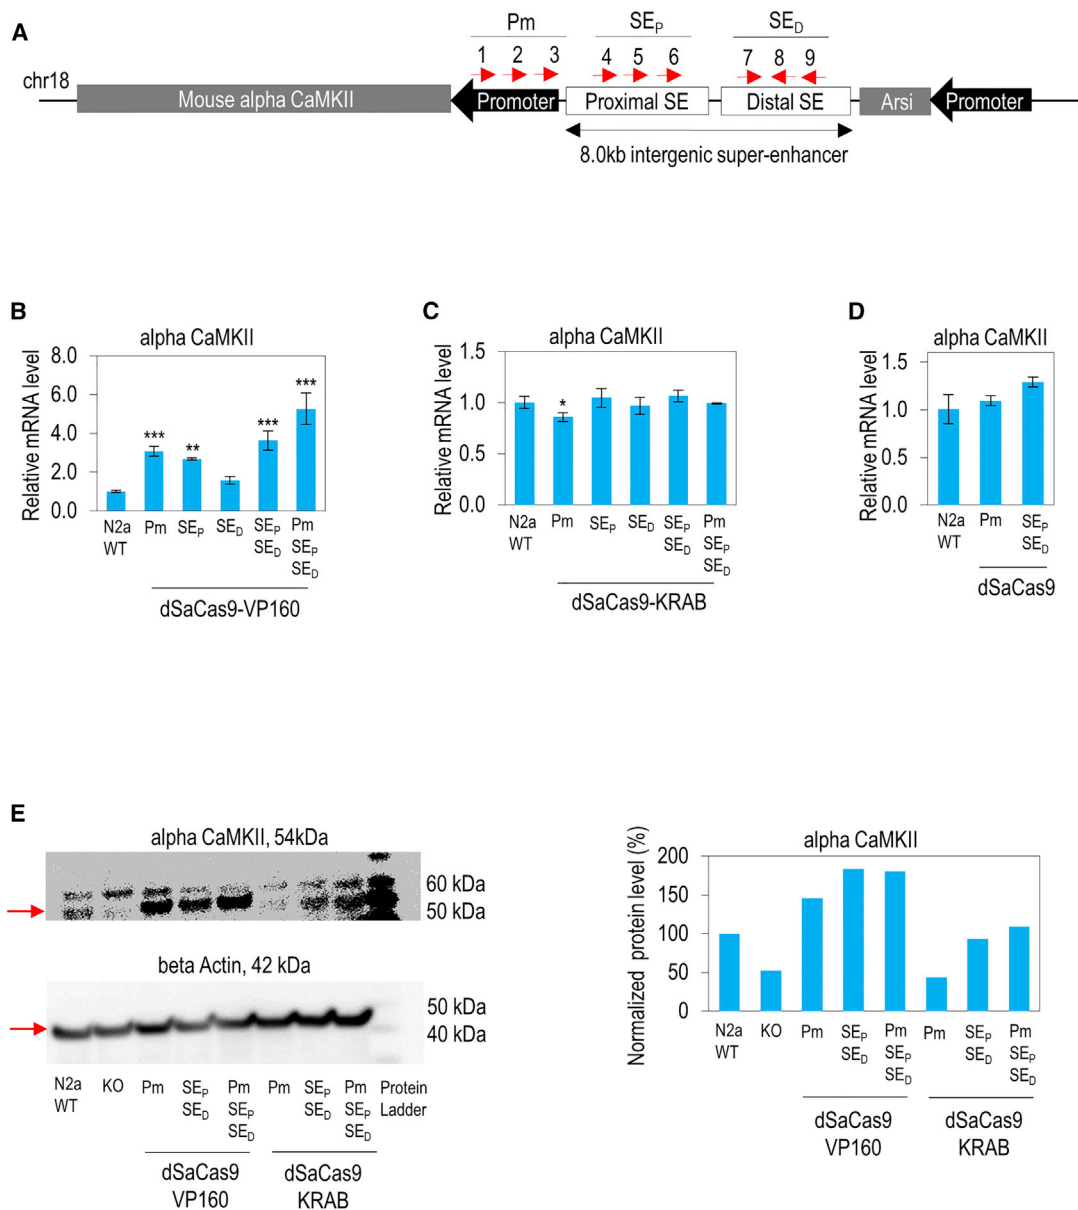 A
Pm SEP SED
1 2 3 4 5 6 7 8 9
chr18
Mouse alpha CaMKII Promoter Proximal SE Distal SE Arsi Promoter
8.0kb intergenic super-enhancer
B
alpha CaMKII
Relative mRNA level
8.0
6.0
4.0
2.0
0.0
*** ** *** ***
N2a Pm SEP SED SEP Pm
WT SED SEP
SED
dSaCas9-VP160
C
alpha CaMKII
Relative mRNA level
1.5
1.0
0.5
0.0
*
N2a Pm SEP SED SEP Pm
WT SED SEP
SED
dSaCas9-KRAB
D
alpha CaMKII
Relative mRNA level
1.5
1.0
0.5
0.0
N2a Pm SEP
WT SED
dSaCas9
E
alpha CaMKII, 54kDa
60 kDa
50 kDa
beta Actin, 42 kDa
50 kDa
40 kDa
N2a KO Pm SEP Pm Pm SEP Pm Protein
WT SED SEP SED SEP Ladder
SED SED
dSaCas9 dSaCas9
VP160 KRAB
alpha CaMKII
Normalized protein level (%)
200
150
100
50
0
N2a KO Pm SEP Pm Pm SEP Pm
WT SED SEP SED SEP
SED SED
dSaCas9 dSaCas9
VP160 KRAB